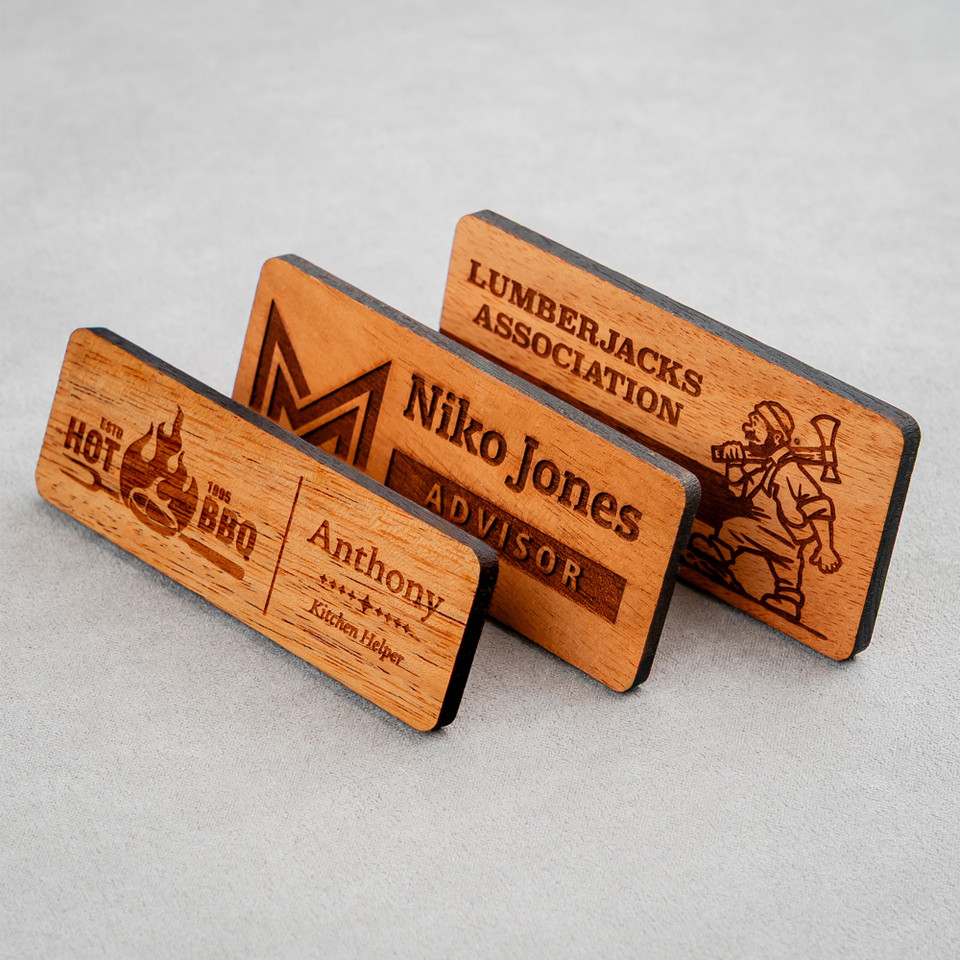 ESTD
HOT
1995
BBQ
Anthony
Kitchen Helper
Niko Jones
ADVISOR
LUMBERJACKS
ASSOCIATION